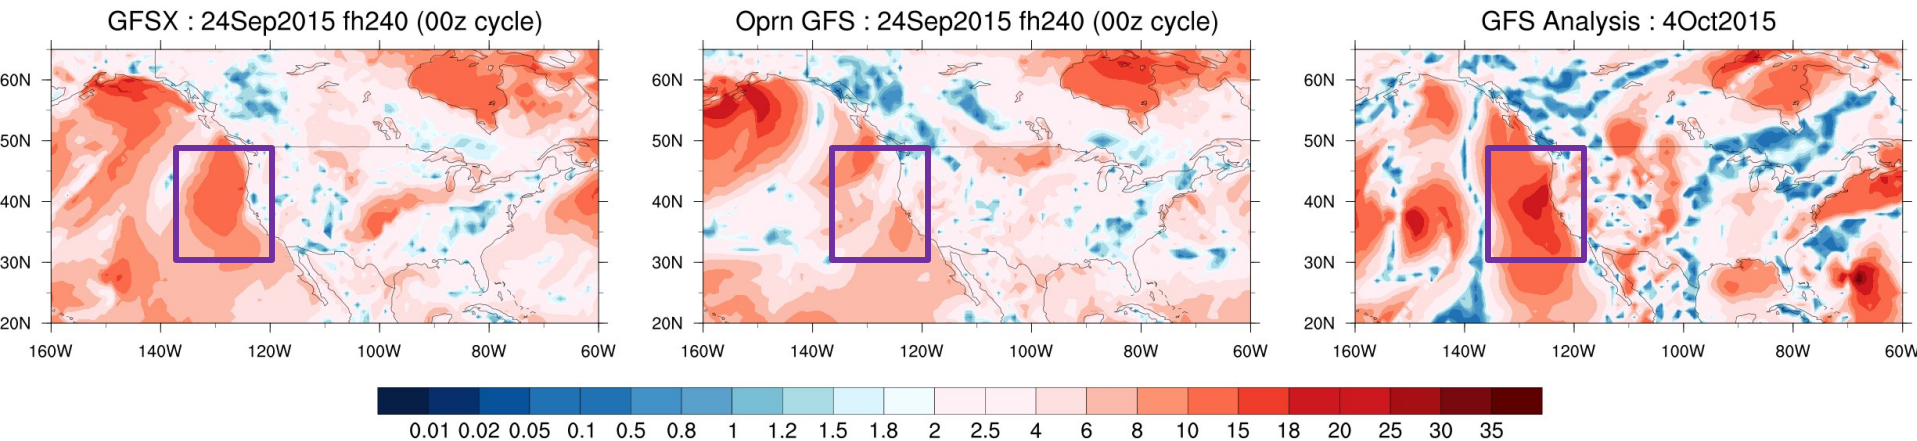 GFSX : 24Sep2015 fh240 (00z cycle)
60N
50N
40N
30N
20N
160W 140W 120W 100W 80W 60W
Oprn GFS : 24Sep2015 fh240 (00z cycle)
60N
50N
40N
30N
20N
160W 140W 120W 100W 80W 60W
GFS Analysis : 4Oct2015
60N
50N
40N
30N
20N
160W 140W 120W 100W 80W 60W
0.01 0.02 0.05 0.1 0.5 0.8 1 1.2 1.5 1.8 2 2.5 4 6 8 10 15 18 20 25 30 35